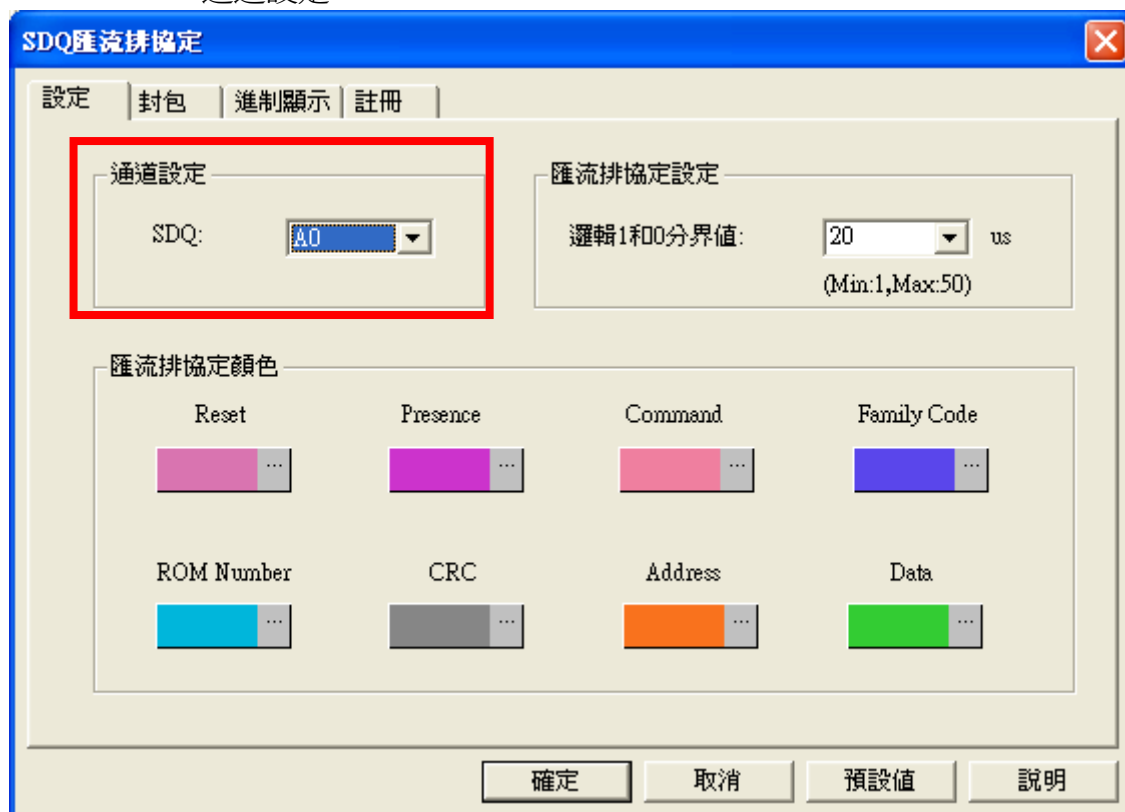 SDQ匯流排協定
設定 封包 進制顯示 註冊
通道設定
SDQ: A0
匯流排協定設定
邏輯1和0分界值: 20 us
(Min:1,Max:50)
匯流排協定顏色
Reset Presence Command Family Code
... ... ... ...
ROM Number CRC Address Data
... ... ... ...
確定 取消 預設值 說明